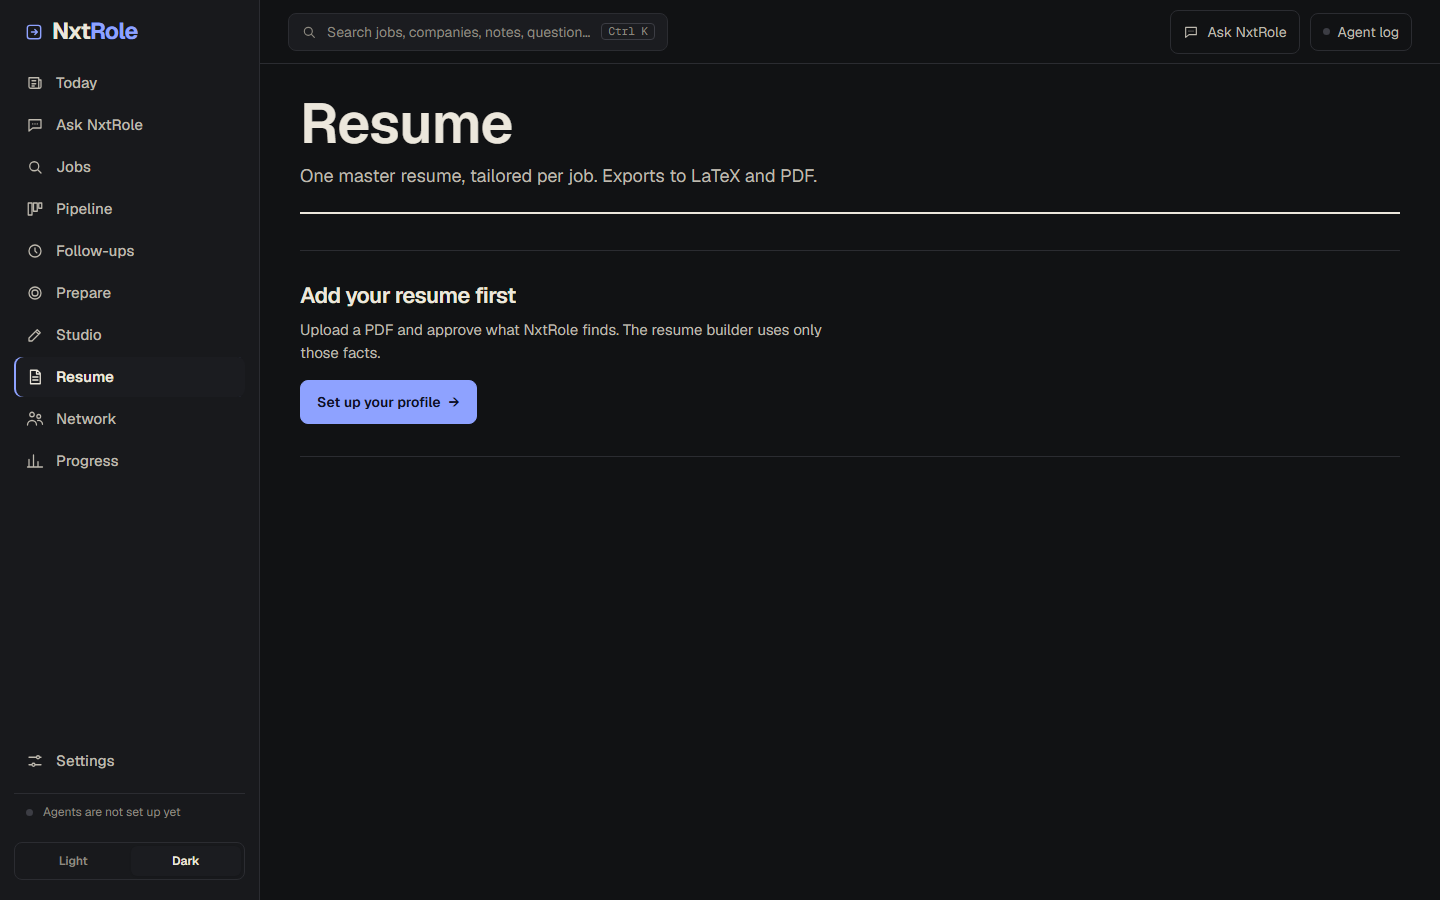 NxtRole
Search jobs, companies, notes, question...
Ctrl K
Ask NxtRole
Agent log
Today
Ask NxtRole
Jobs
Pipeline
Follow-ups
Prepare
Studio
Resume
Network
Progress
Settings
Agents are not set up yet
Light
Dark
Resume
One master resume, tailored per job. Exports to LaTeX and PDF.
Add your resume first
Upload a PDF and approve what NxtRole finds. The resume builder uses only
those facts.
Set up your profile →